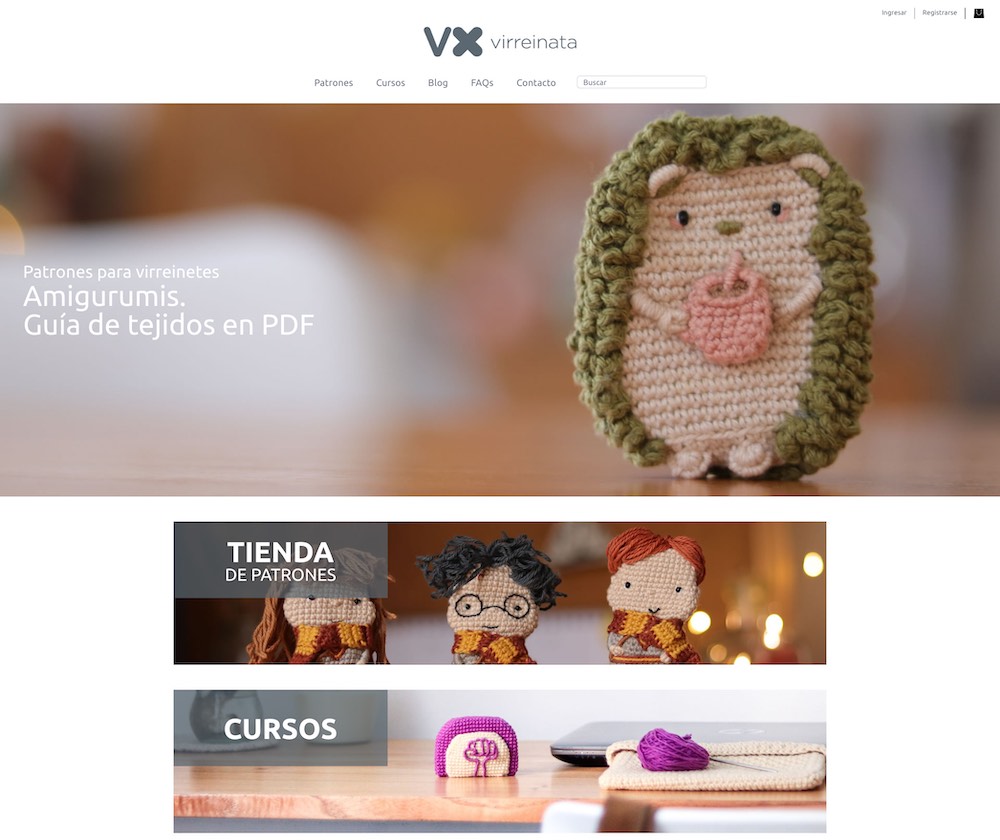 Ingresar
Registrarse
VX virreinata
Patrones
Cursos
Blog
FAQs
Contacto
Buscar
Patrones para virreinetes
Amigurumis.
Guía de tejidos en PDF
TIENDA
DE PATRONES
CURSOS